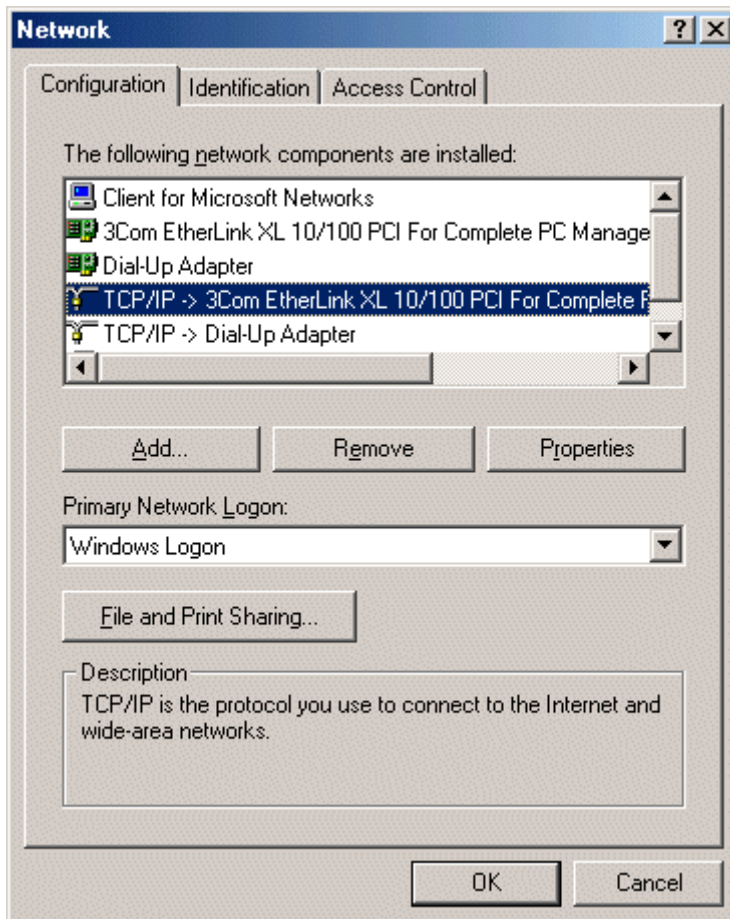 Network
Configuration Identification Access Control
The following network components are installed:
Client for Microsoft Networks
3Com EtherLink XL 10/100 PCI For Complete PC Manage
Dial-Up Adapter
TCP/IP -> 3Com EtherLink XL 10/100 PCI For Complete P
TCP/IP -> Dial-Up Adapter
Add... Remove Properties
Primary Network Logon:
Windows Logon
File and Print Sharing...
Description
TCP/IP is the protocol you use to connect to the Internet and
wide-area networks.
OK Cancel